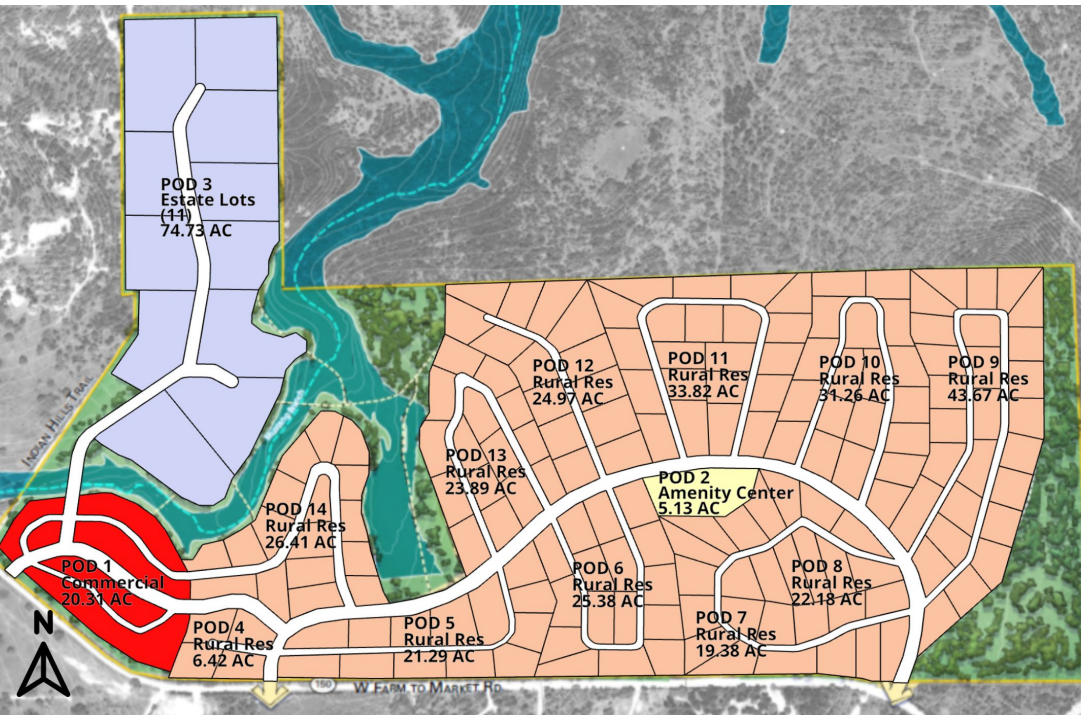 POD 3
Estate Lots
(11)
74.73 AC
INDIAN HILLS TRAIL
POD 12
Rural Res
24.97 AC
POD 11
Rural Res
33.82 AC
POD 10
Rural Res
31.26 AC
POD 9
Rural Res
43.67 AC
POD 13
Rural Res
23.89 AC
POD 2
Amenity Center
5.13 AC
POD 14
Rural Res
26.41 AC
POD 1
Commercial
20.31 AC
POD 6
Rural Res
25.38 AC
POD 8
Rural Res
22.18 AC
POD 4
Rural Res
6.42 AC
POD 5
Rural Res
21.29 AC
POD 7
Rural Res
19.38 AC
N
150
W FARM TO MARKET RD